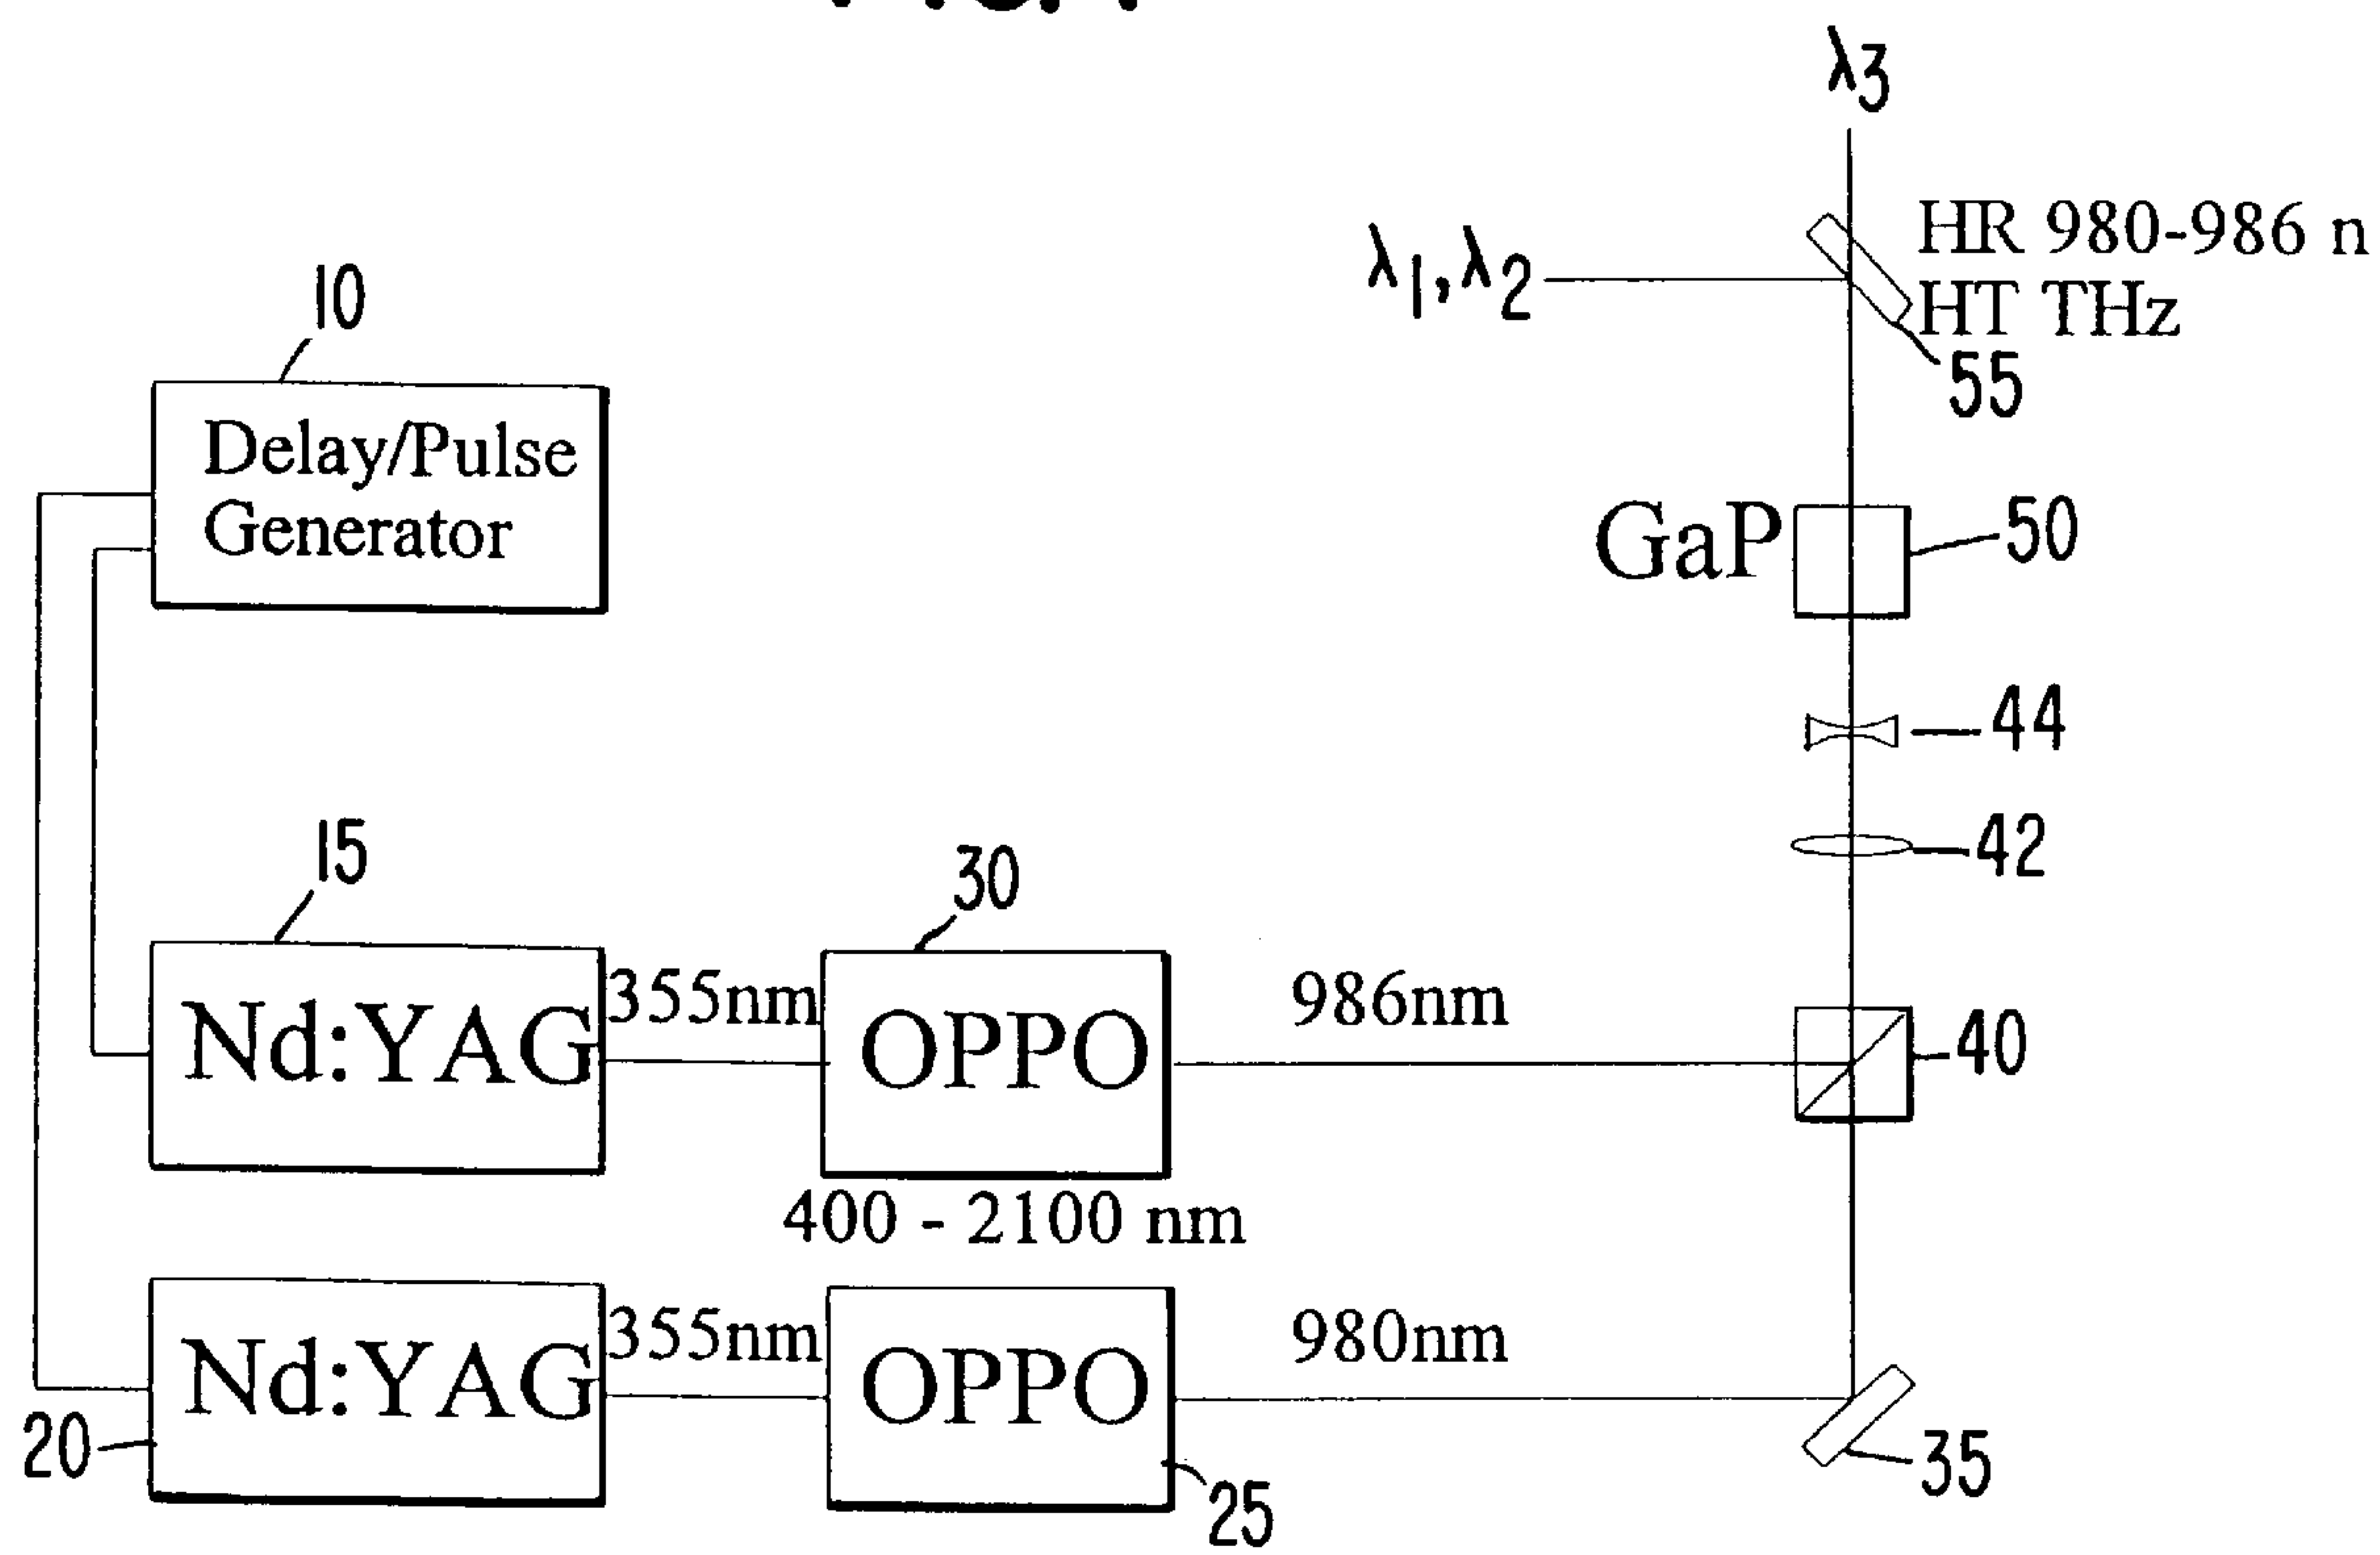 λ3
HR 980-986 n
λ1, λ2
HT THz
55
10
Delay/Pulse
Generator
GaP
50
44
42
15
30
Nd:YAG
355nm
OPPO
986nm
40
400 - 2100 nm
Nd:YAG
355nm
OPPO
980nm
20
35
25